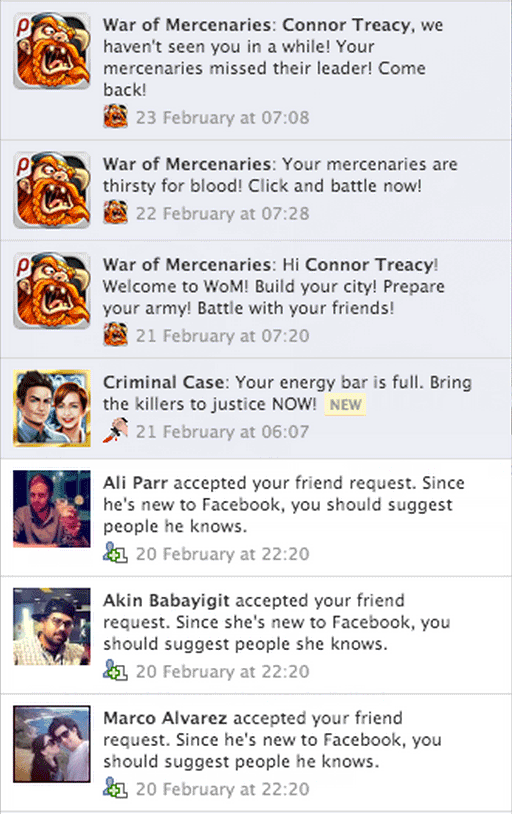 War of Mercenaries: Connor Treacy, we
haven't seen you in a while! Your
mercenaries missed their leader! Come
back!
23 February at 07:08
War of Mercenaries: Your mercenaries are
thirsty for blood! Click and battle now!
22 February at 07:28
War of Mercenaries: Hi Connor Treacy!
Welcome to WoM! Build your city! Prepare
your army! Battle with your friends!
21 February at 07:20
Criminal Case: Your energy bar is full. Bring
the killers to justice NOW! NEW
21 February at 06:07
Ali Parr accepted your friend request. Since
he's new to Facebook, you should suggest
people he knows.
20 February at 22:20
Akin Babayigit accepted your friend
request. Since she's new to Facebook, you
should suggest people she knows.
20 February at 22:20
Marco Alvarez accepted your friend
request. Since he's new to Facebook, you
should suggest people he knows.
20 February at 22:20